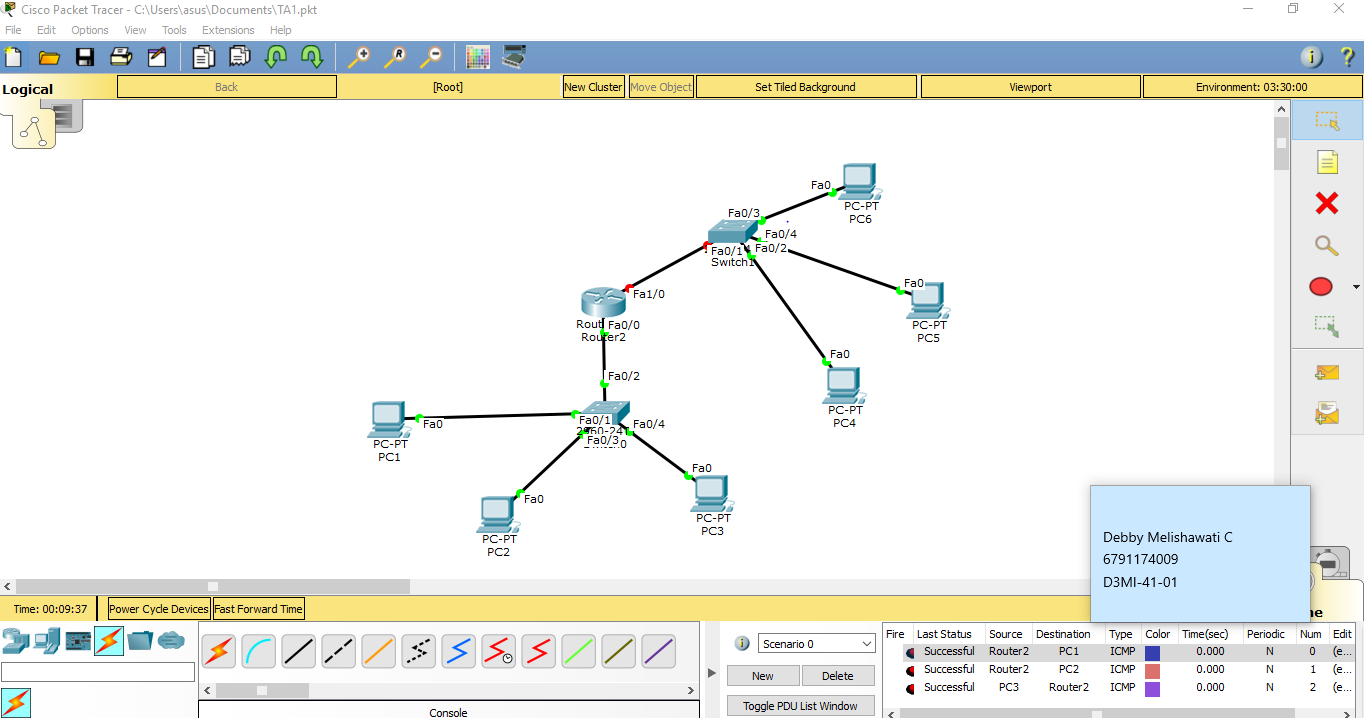 Cisco Packet Tracer - C:\Users\asus\Documents\TA1.pkt
File Edit Options View Tools Extensions Help
Logical
Back
[Root]
New Cluster
Move Object
Set Tiled Background
Viewport
Environment: 03:30:00
Fa0
PC-PT
PC6
Fa0/3
Fa0/4
Fa0/1
Fa0/2
Switch1
Fa0
PC-PT
PC5
Fa1/0
Fa0/0
Router2
Fa0
PC-PT
PC4
Fa0/2
Fa0
PC-PT
PC1
Fa0/1
Fa0/4
Fa0/3
Fa0
PC-PT
PC2
Fa0
PC-PT
PC3
Debby Melishawati C
6791174009
D3MI-41-01
Time: 00:09:37
Power Cycle Devices
Fast Forward Time
Scenario 0
New
Delete
Toggle PDU List Window
Console
Fire Last Status Source Destination Type Color Time(sec) Periodic Num Edit
Successful Router2 PC1 ICMP 0.000 N 0 (e...
Successful Router2 PC2 ICMP 0.000 N 1 (e...
Successful PC3 Router2 ICMP 0.000 N 2 (e...